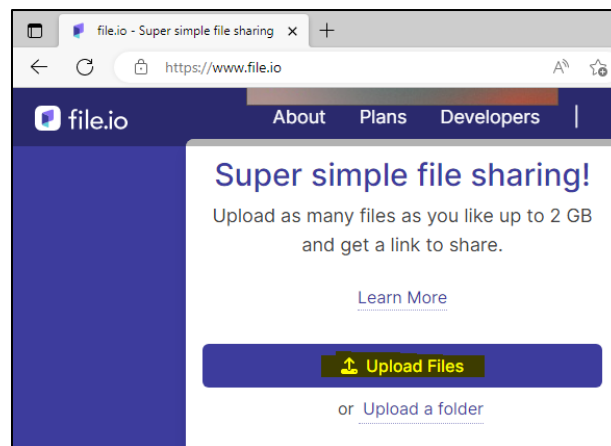 file.io - Super simple file sharing
https://www.file.io
file.io About Plans Developers
Super simple file sharing!
Upload as many files as you like up to 2 GB
and get a link to share.
Learn More
Upload Files
or Upload a folder